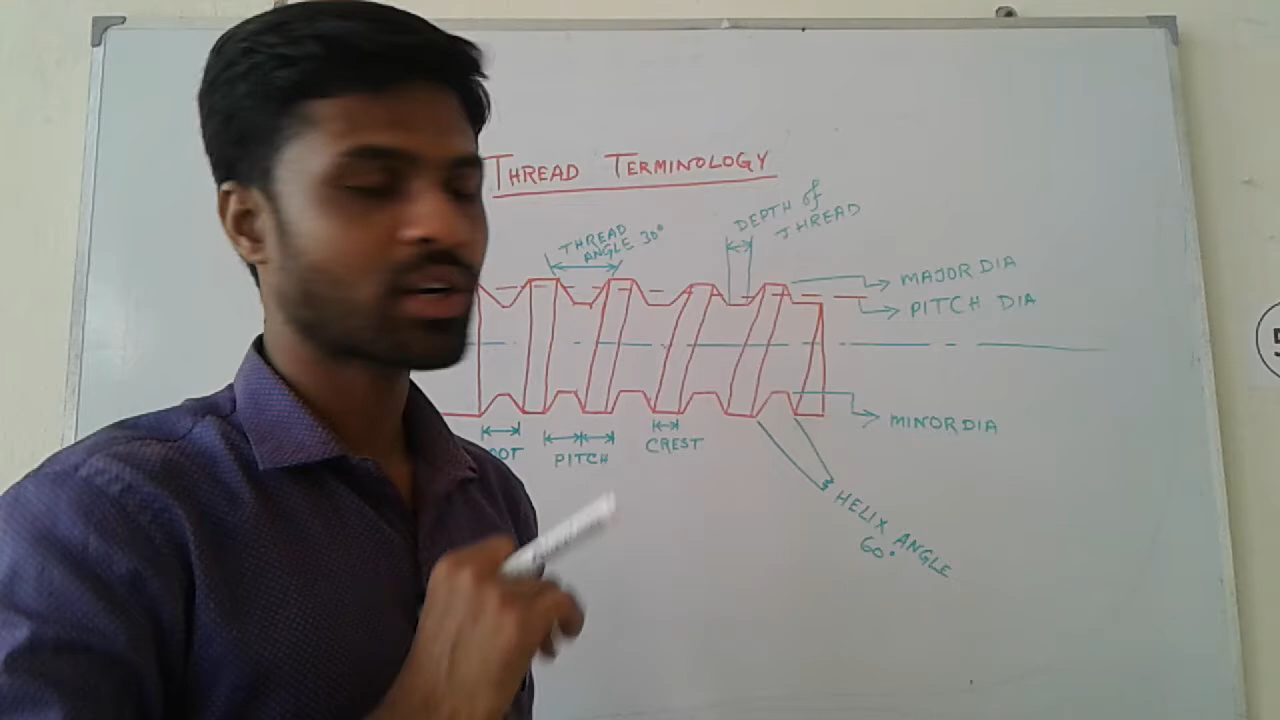 THREAD TERMINOLOGY
THREAD
ANGLE 30°
DEPTH of
THREAD
MAJOR DIA
PITCH DIA
MINOR DIA
PITCH
CREST
HELIX ANGLE
60°